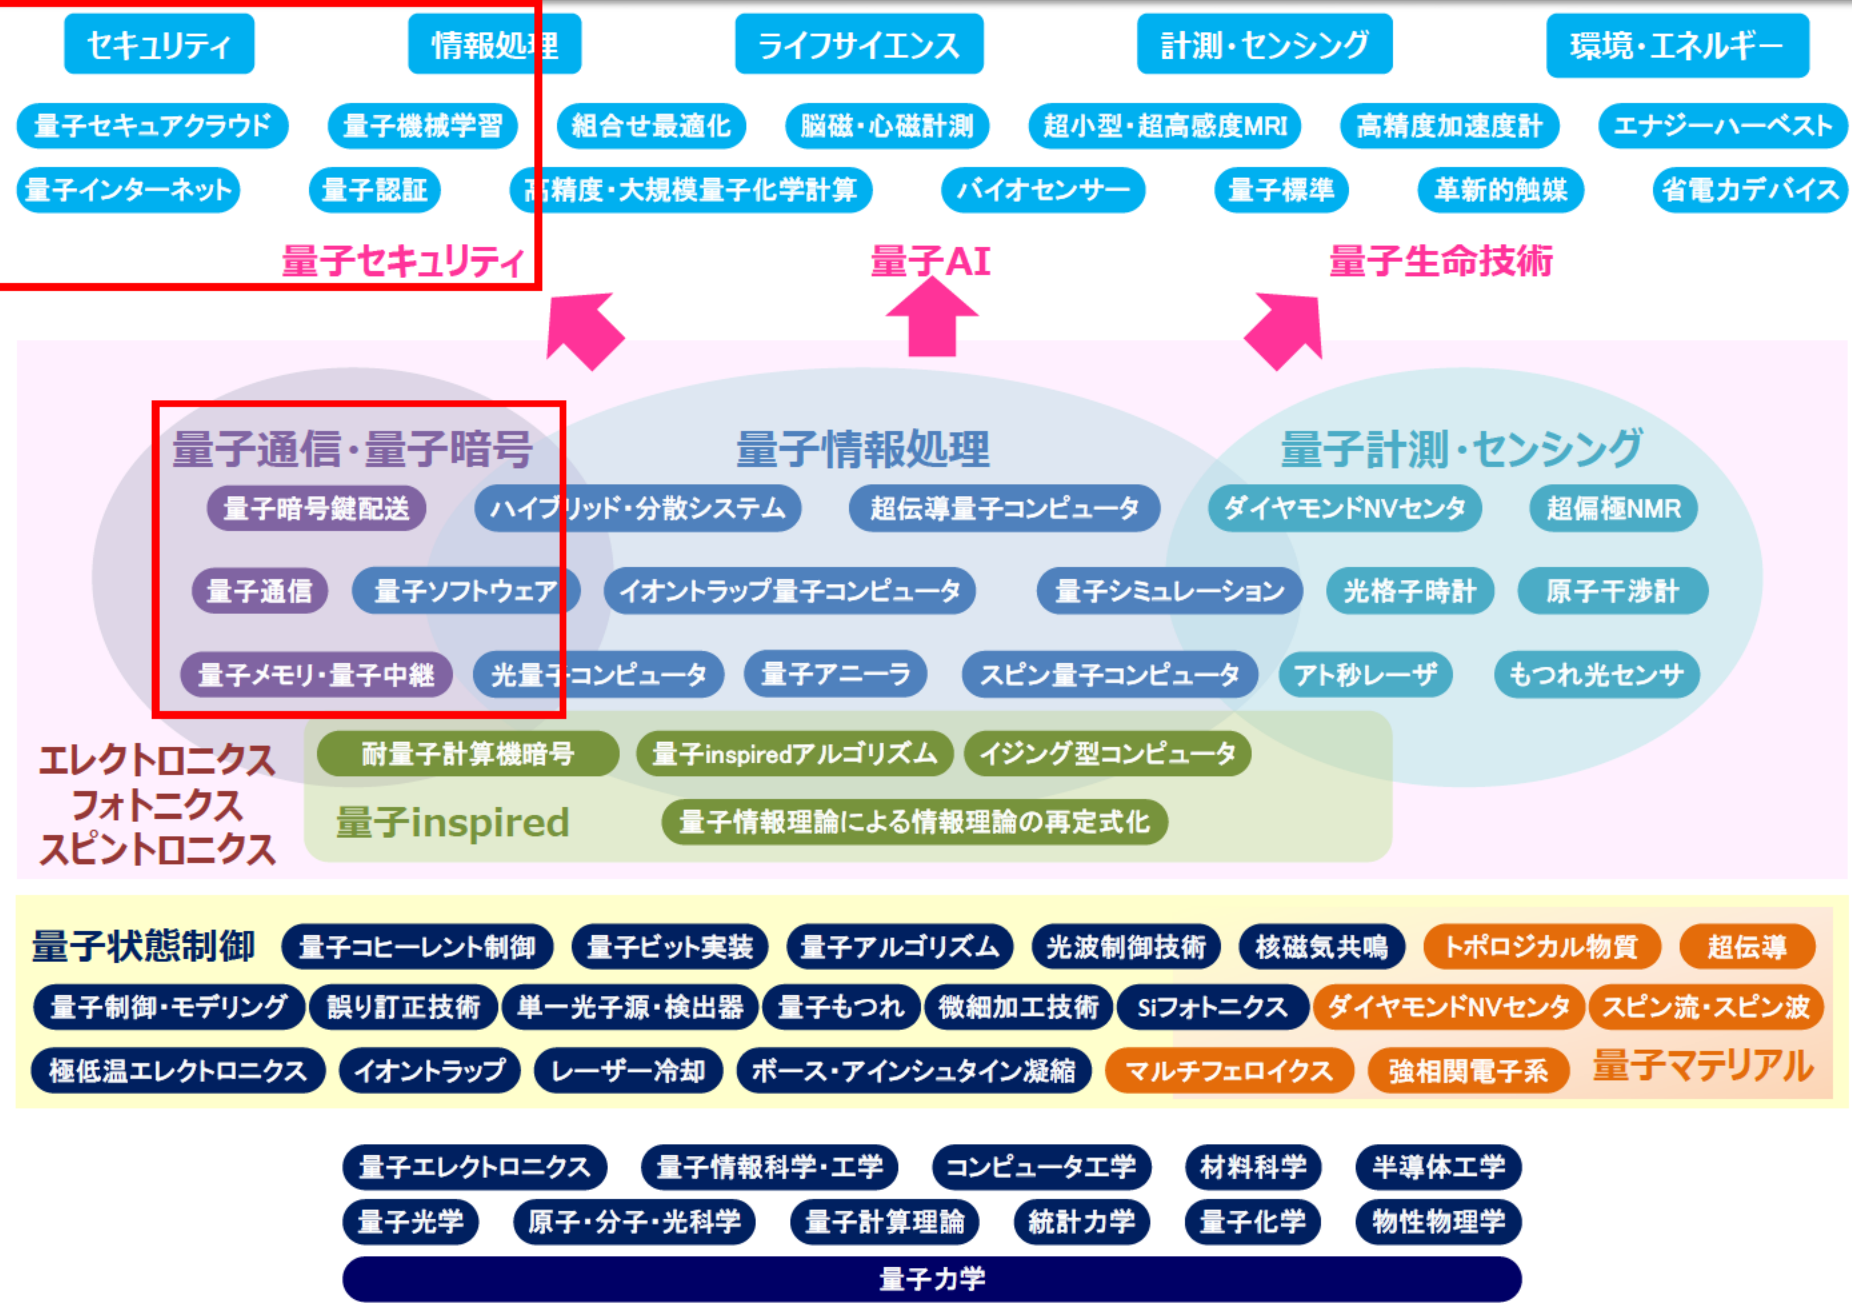 セキュリティ
情報処理
ライフサイエンス
計測・センシング
環境・エネルギー
量子セキュアクラウド
量子機械学習
組合せ最適化
脳磁・心磁計測
超小型・超高感度MRI
高精度加速度計
エナジーハーベスト
量子インターネット
量子認証
高精度・大規模量子化学計算
バイオセンサー
量子標準
革新的触媒
省電力デバイス
量子セキュリティ
量子AI
量子生命技術
量子通信・量子暗号
量子情報処理
量子計測・センシング
量子暗号鍵配送
ハイブリッド・分散システム
超伝導量子コンピュータ
ダイヤモンドNVセンタ
超偏極NMR
量子通信
量子ソフトウェア
イオントラップ量子コンピュータ
量子シミュレーション
光格子時計
原子干渉計
量子メモリ・量子中継
光量子コンピュータ
量子アニーラ
スピン量子コンピュータ
アト秒レーザ
もつれ光センサ
エレクトロニクス
フォトニクス
スピントロニクス
耐量子計算機暗号
量子inspiredアルゴリズム
イジング型コンピュータ
量子inspired
量子情報理論による情報理論の再定式化
量子状態制御
量子コヒーレント制御
量子ビット実装
量子アルゴリズム
光波制御技術
核磁気共鳴
トポロジカル物質
超伝導
量子制御・モデリング
誤り訂正技術
単一光子源・検出器
量子もつれ
微細加工技術
Siフォトニクス
ダイヤモンドNVセンタ
スピン流・スピン波
極低温エレクトロニクス
イオントラップ
レーザー冷却
ボース・アインシュタイン凝縮
マルチフェロイクス
強相関電子系
量子マテリアル
量子エレクトロニクス
量子情報科学・工学
コンピュータ工学
材料科学
半導体工学
量子光学
原子・分子・光科学
量子計算理論
統計力学
量子化学
物性物理学
量子力学